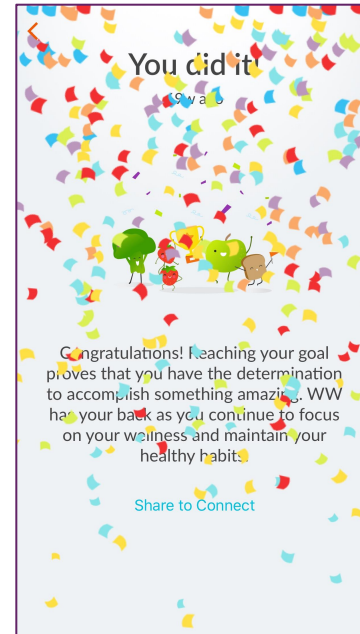 You did it!
Congratulations! Reaching your goal
proves that you have the determination
to accomplish something amazing. WW
has your back as you continue to focus
on your wellness and maintain your
healthy habits.
Share to Connect